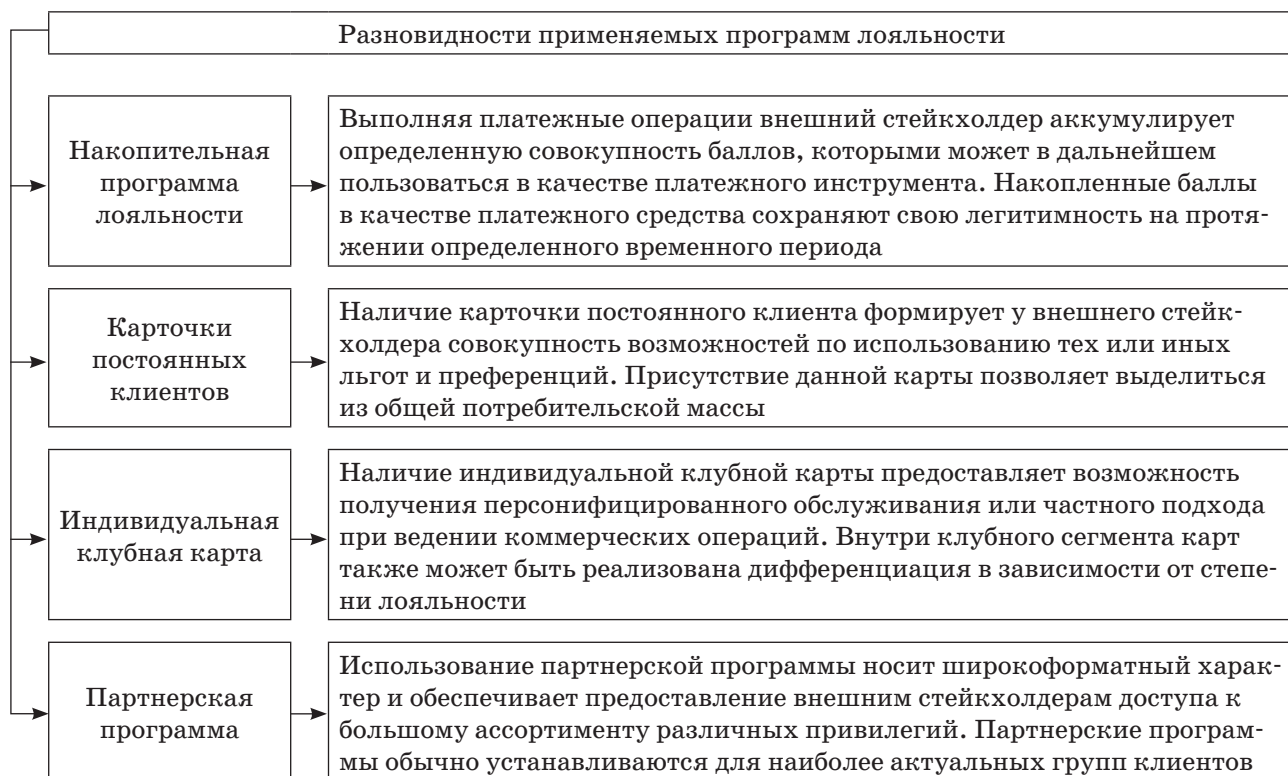 Разновидности применяемых программ лояльности
Накопительная
программа
лояльности
Выполняя платежные операции внешний стейкхолдер аккумулирует
определенную совокупность баллов, которыми может в дальнейшем
пользоваться в качестве платежного инструмента. Накопленные баллы
в качестве платежного средства сохраняют свою легитимность на протя-
жении определенного временного периода
Карточки
постоянных
клиентов
Наличие карточки постоянного клиента формирует у внешнего стейк-
холдера совокупность возможностей по использованию тех или иных
льгот и преференций. Присутствие данной карты позволяет выделиться
из общей потребительской массы
Индивидуальная
клубная карта
Наличие индивидуальной клубной карты предоставляет возможность
получения персонифицированного обслуживания или частного подхода
при ведении коммерческих операций. Внутри клубного сегмента карт
также может быть реализована дифференциация в зависимости от степе-
ни лояльности
Партнерская
программа
Использование партнерской программы носит широкоформатный харак-
тер и обеспечивает предоставление внешним стейкхолдерам доступа к
большому ассортименту различных привилегий. Партнерские програм-
мы обычно устанавливаются для наиболее актуальных групп клиентов